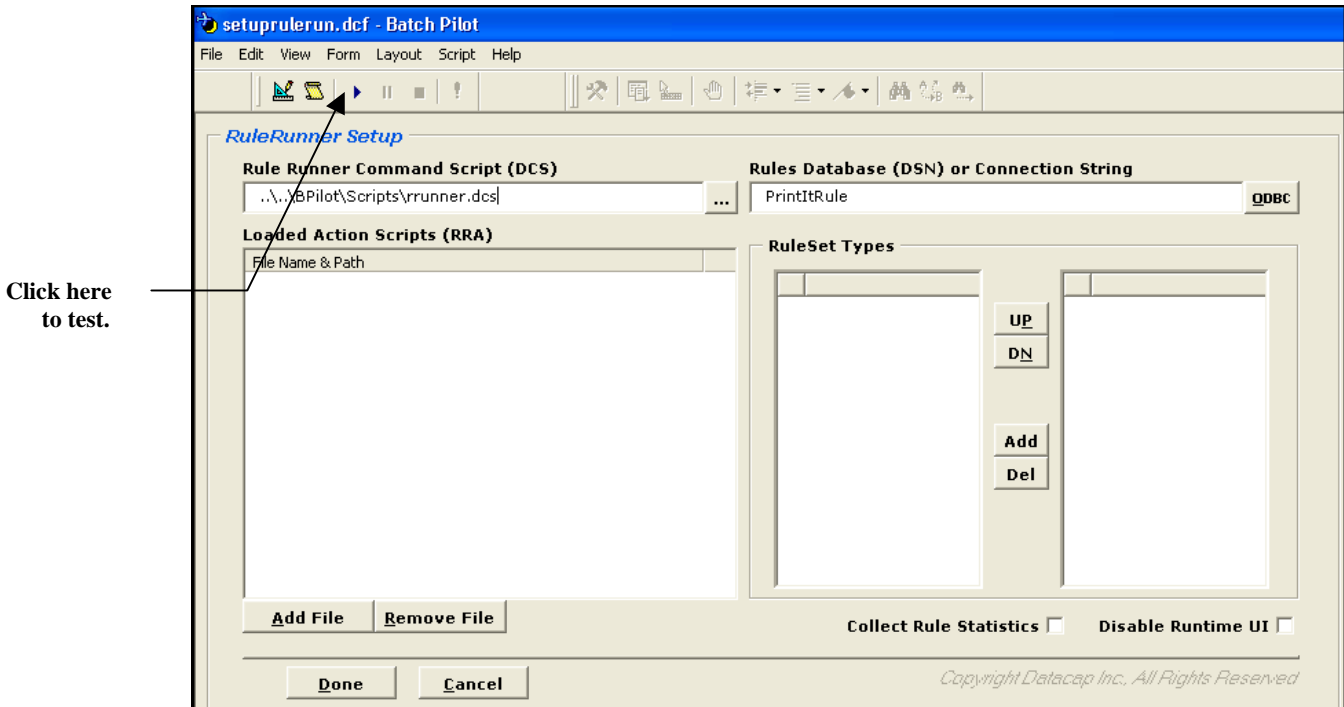 setuprulerun.dcf - Batch Pilot
File Edit View Form Layout Script Help
RuleRunner Setup
Rule Runner Command Script (DCS)
Rules Database (DSN) or Connection String
..\..\BPilot\Scripts\rrunner.dcs
...
PrintItRule
ODBC
Loaded Action Scripts (RRA)
File Name & Path
RuleSet Types
Click here
to test.
UP
DN
Add
Del
Add File
Remove File
Collect Rule Statistics
Disable Runtime UI
Done
Cancel
Copyright Datacap Inc., All Rights Reserved